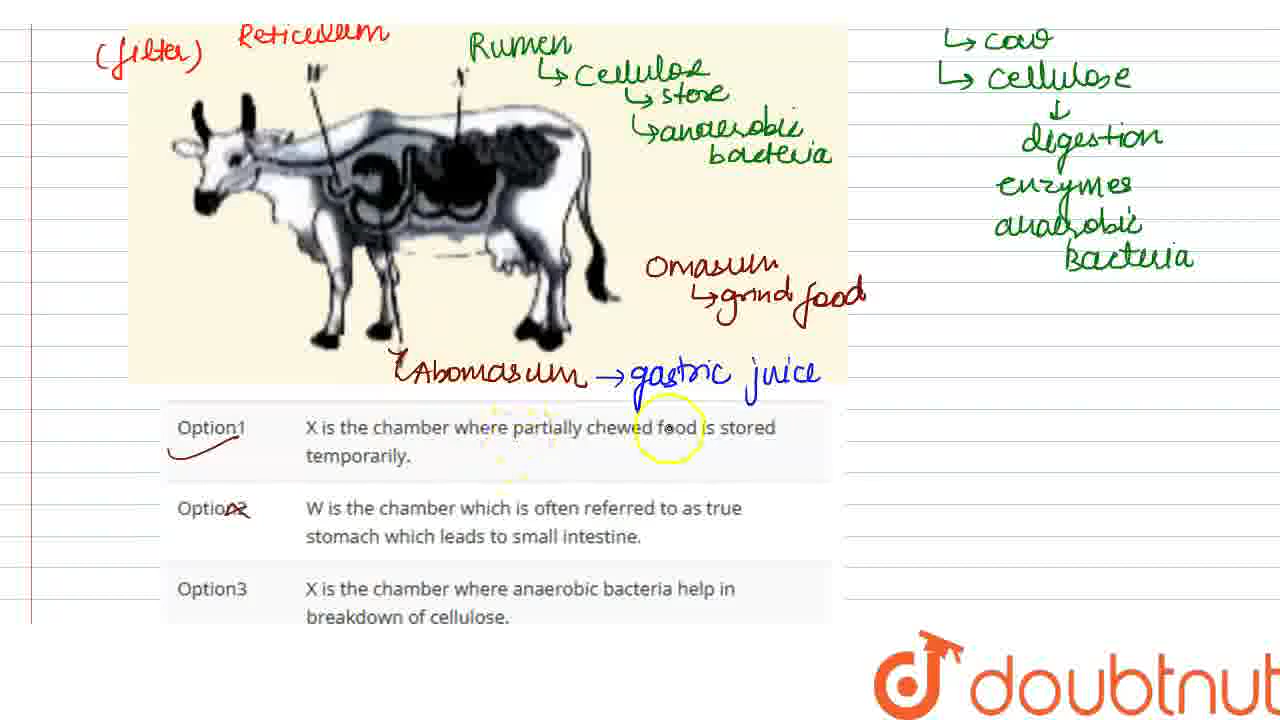 (filter)
Reticulum
W
X
Rumen
↳ Cellulose
↳ store
↳ anaerobic
bacteria
↳ cow
↳ cellulose
↓
digestion
enzymes
anaerobic
Bacteria
Omasum
↳ grind food
Y
Abomasum → gastric juice
Option1 X is the chamber where partially chewed food is stored
temporarily.
Option2 W is the chamber which is often referred to as true
stomach which leads to small intestine.
Option3 X is the chamber where anaerobic bacteria help in
breakdown of cellulose.
doubtnut